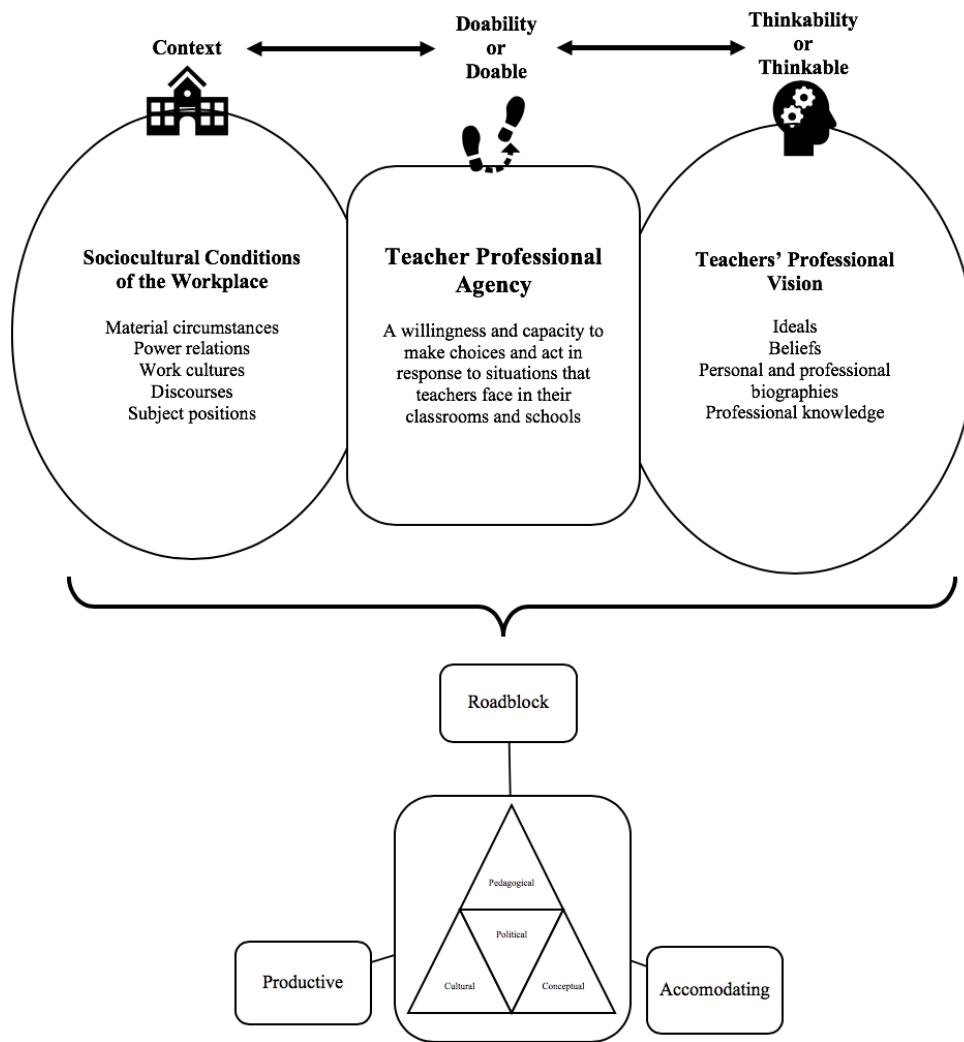 Context
Doability
or
Doable
Thinkability
or
Thinkable
Sociocultural Conditions
of the Workplace
Material circumstances
Power relations
Work cultures
Discourses
Subject positions
Teacher Professional
Agency
A willingness and capacity to
make choices and act in
response to situations that
teachers face in their
classrooms and schools
Teachers’ Professional
Vision
Ideals
Beliefs
Personal and professional
biographies
Professional knowledge
Roadblock
Pedagogical
Political
Cultural
Conceptual
Productive
Accomodating